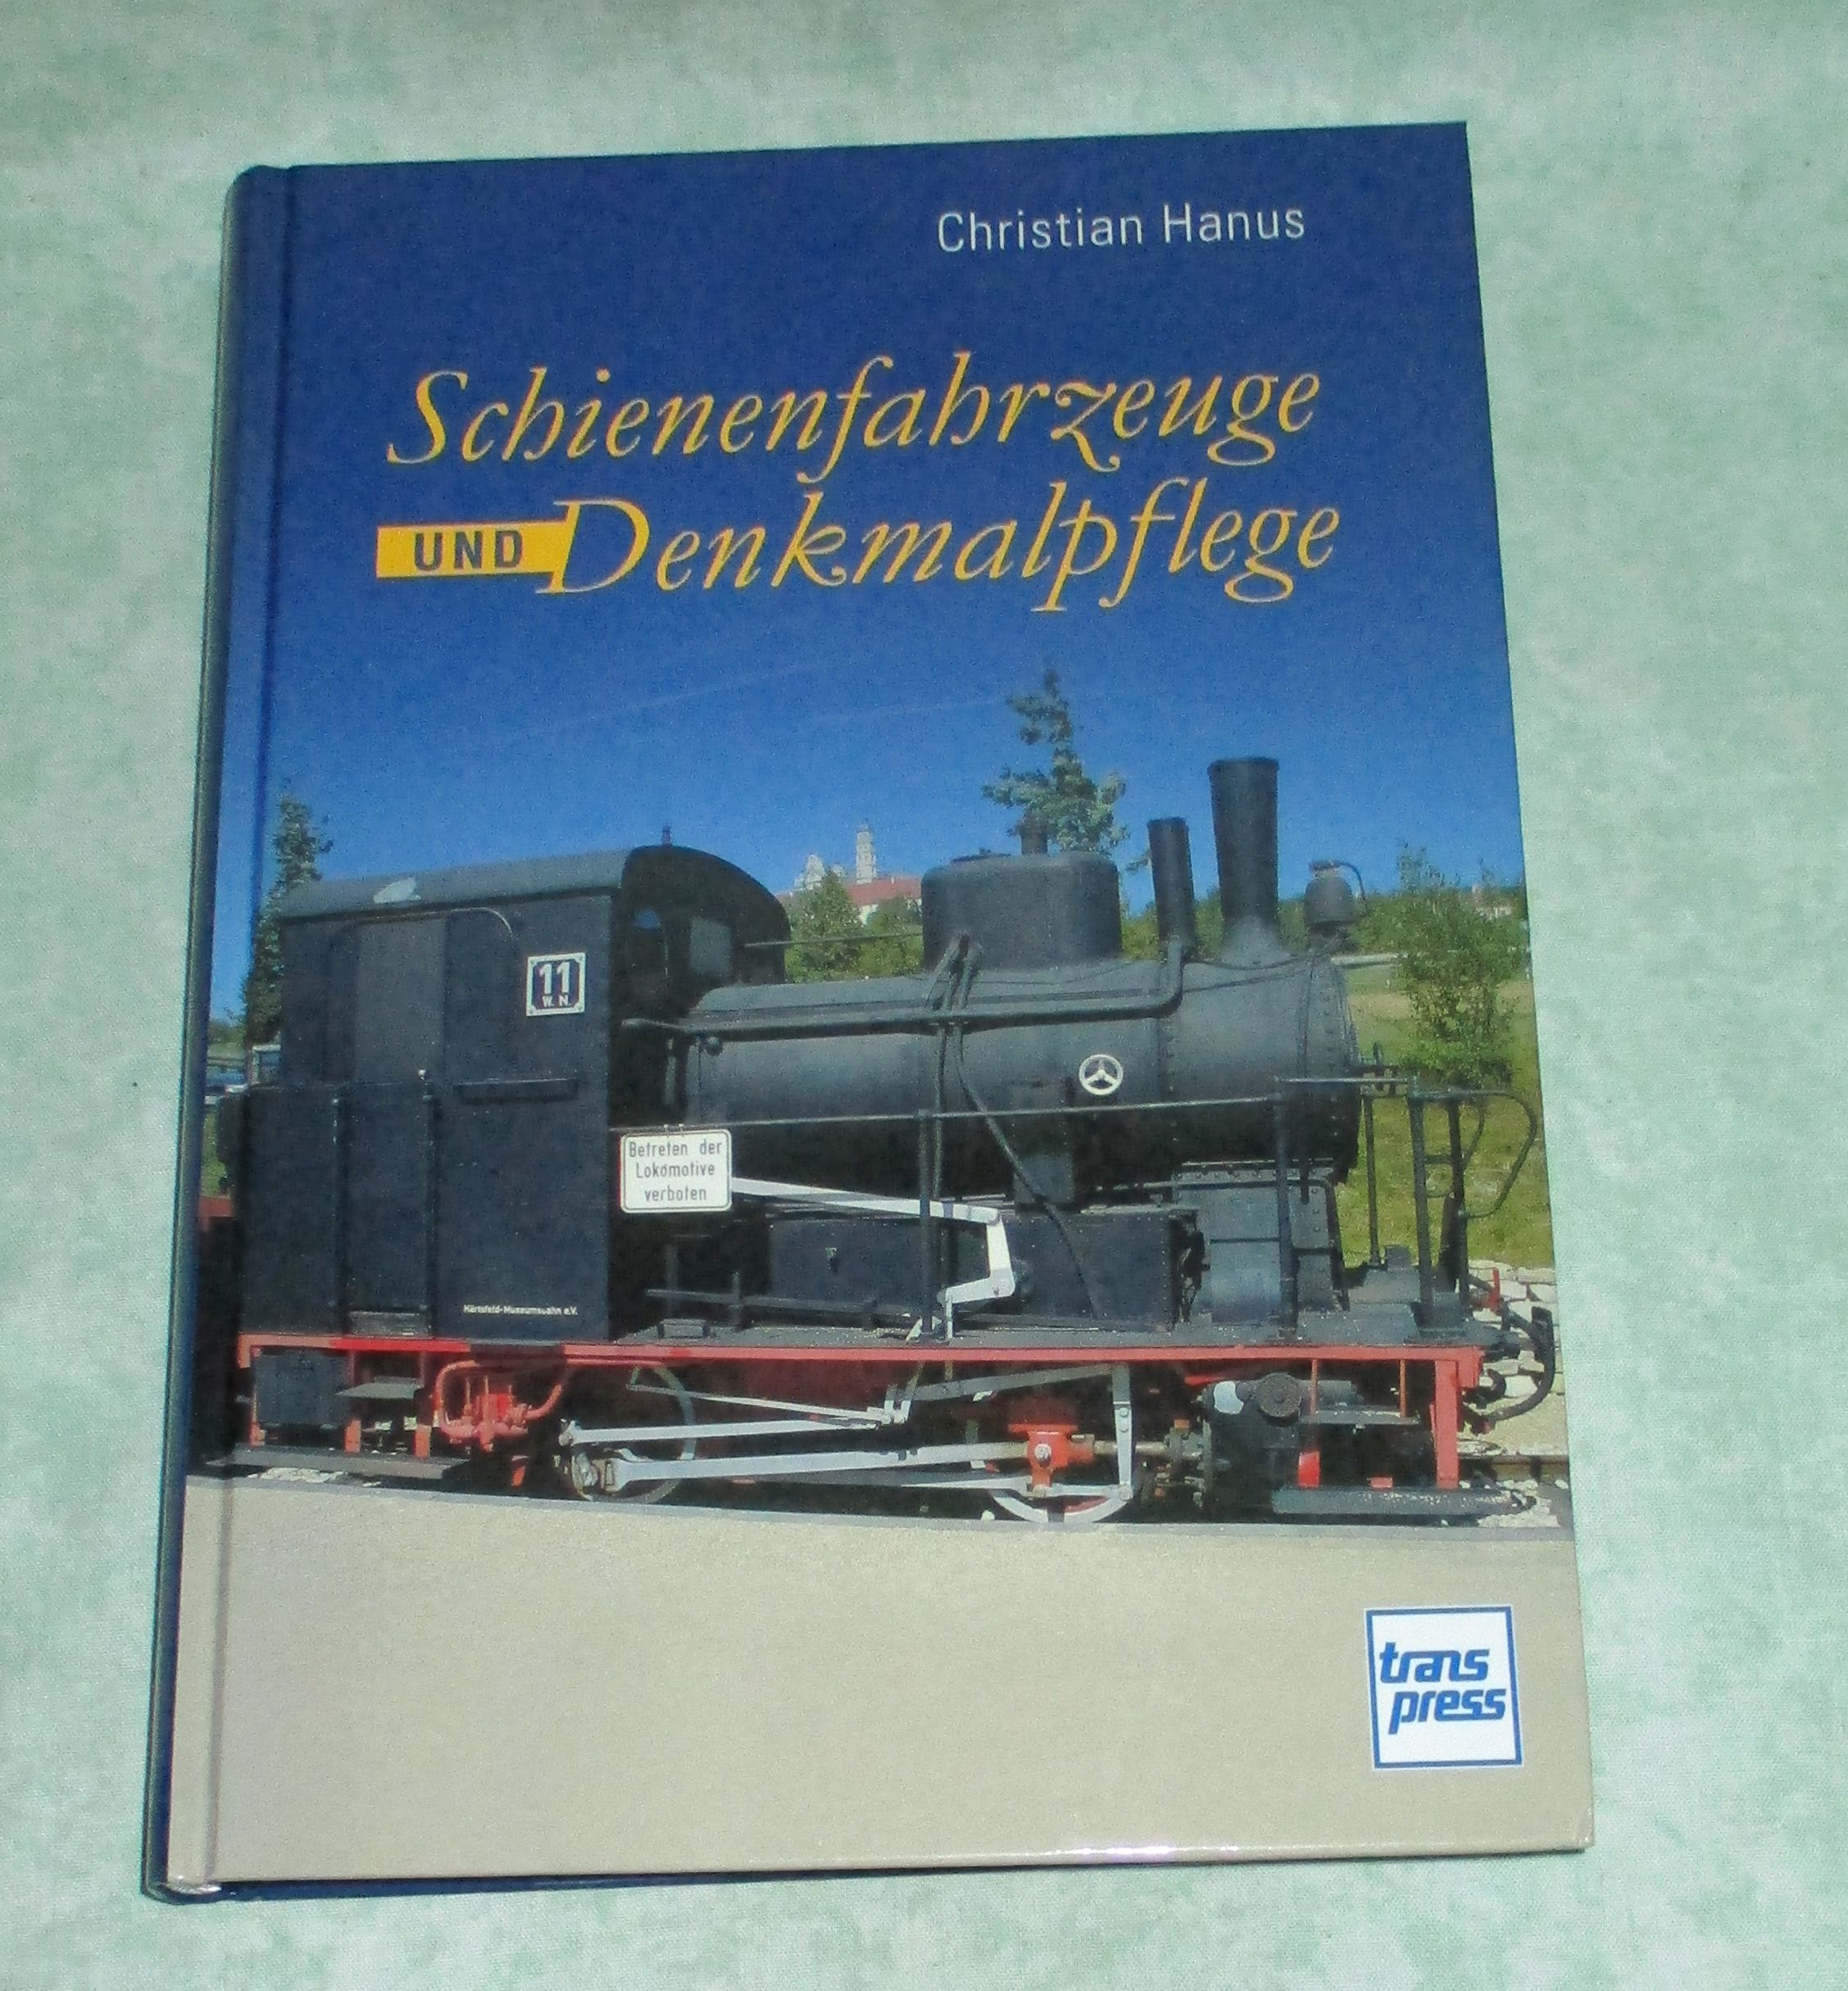 Christian Hanus
Schienenfahrzeuge
UND Denkmalpflege
11
W. N.
Betreten der
Lokomotive
verboten
Härtsfeld-Museumsbahn e.V.
trans
press